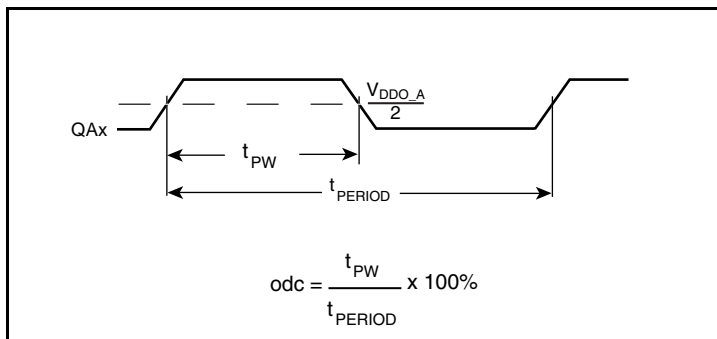 V_DDO_A
2
QAx
t_PW
t_PERIOD
odc = t_PW / t_PERIOD x 100%